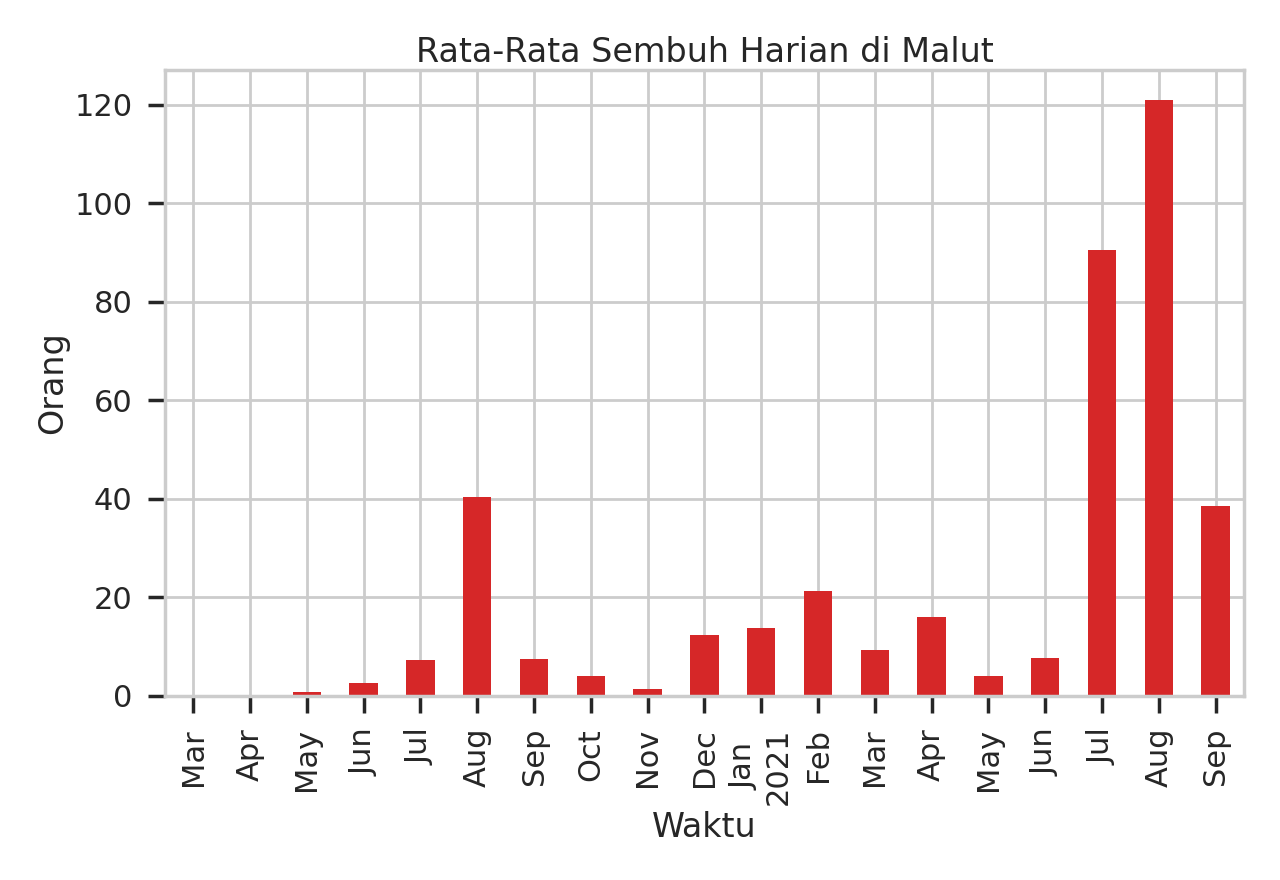 Rata-Rata Sembuh Harian di Malut
120
100
80
60
40
20
0
Orang
Mar
Apr
May
Jun
Jul
Aug
Sep
Oct
Nov
Dec
Jan
2021
Feb
Mar
Apr
May
Jun
Jul
Aug
Sep
Waktu